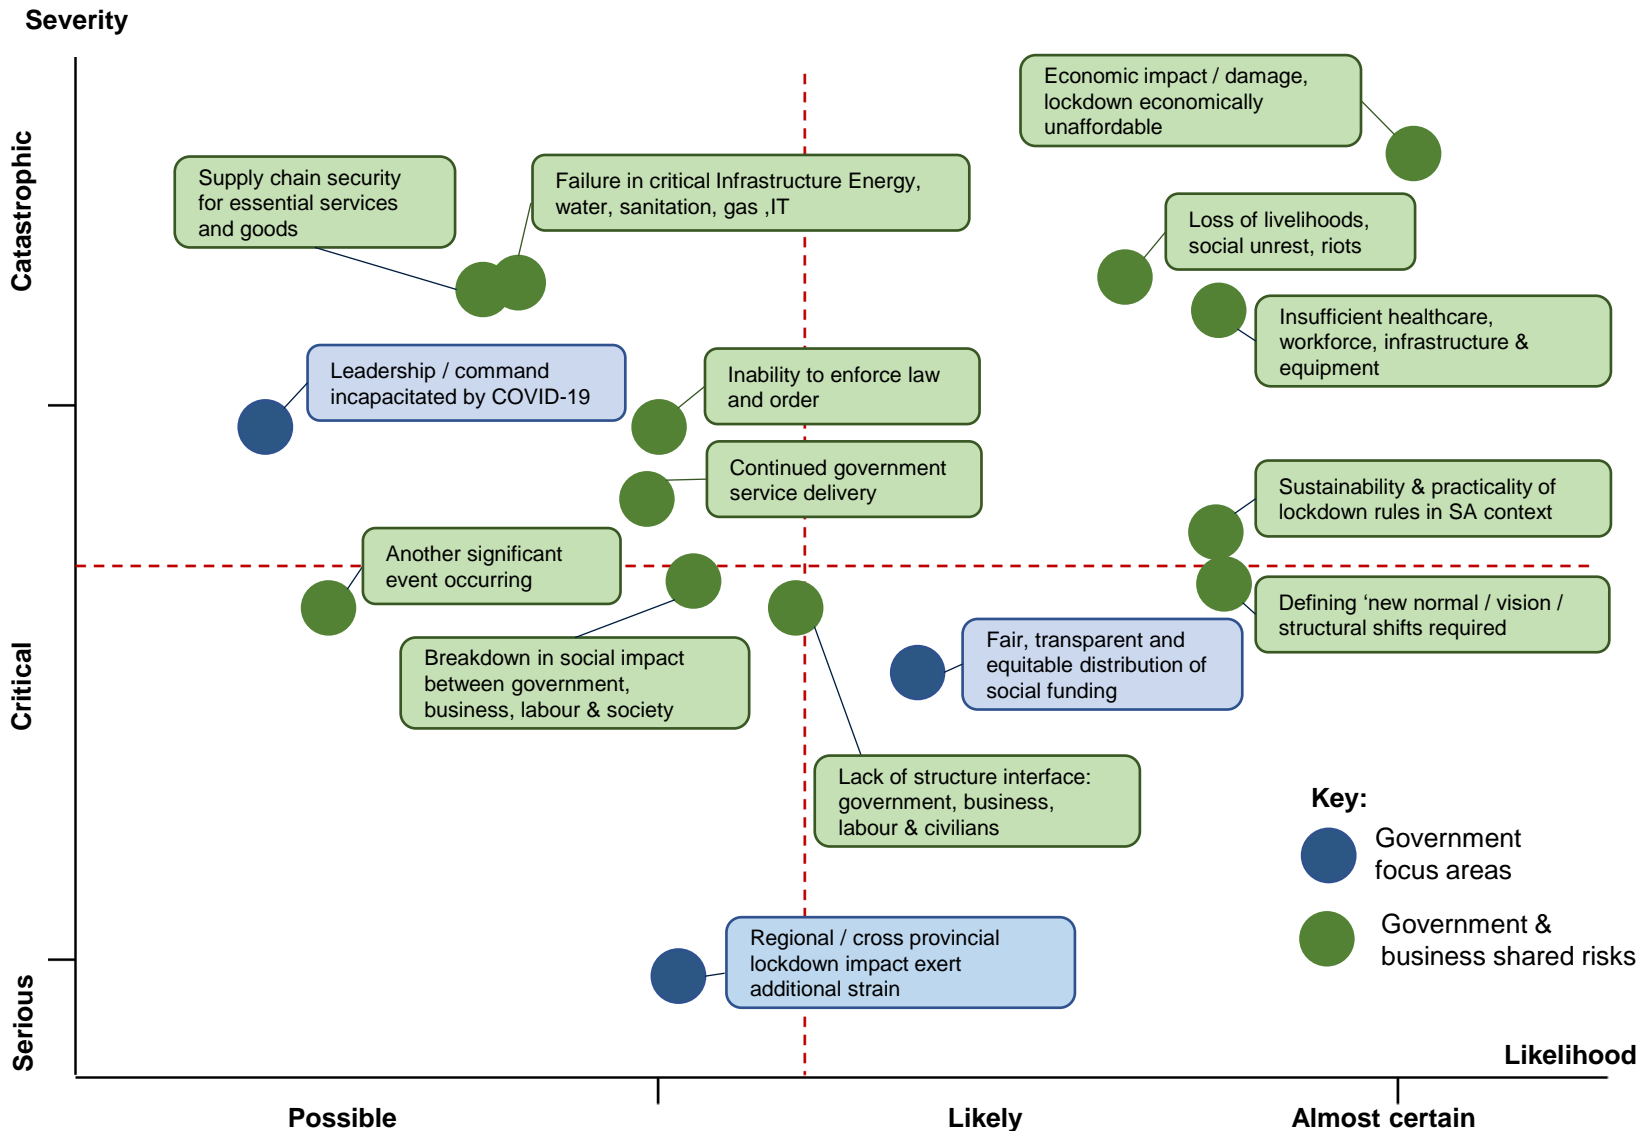 Severity
Catastrophic
Critical
Serious
Economic impact / damage,
lockdown economically
unaffordable
Supply chain security
for essential services
and goods
Failure in critical Infrastructure Energy,
water, sanitation, gas ,IT
Loss of livelihoods,
social unrest, riots
Insufficient healthcare,
workforce, infrastructure &
equipment
Leadership / command
incapacitated by COVID-19
Inability to enforce law
and order
Continued government
service delivery
Sustainability & practicality of
lockdown rules in SA context
Another significant
event occurring
Defining ‘new normal / vision /
structural shifts required
Breakdown in social impact
between government,
business, labour & society
Fair, transparent and
equitable distribution of
social funding
Lack of structure interface:
government, business,
labour & civilians
Regional / cross provincial
lockdown impact exert
additional strain
Key:
Government
focus areas
Government &
business shared risks
Likelihood
Possible
Likely
Almost certain